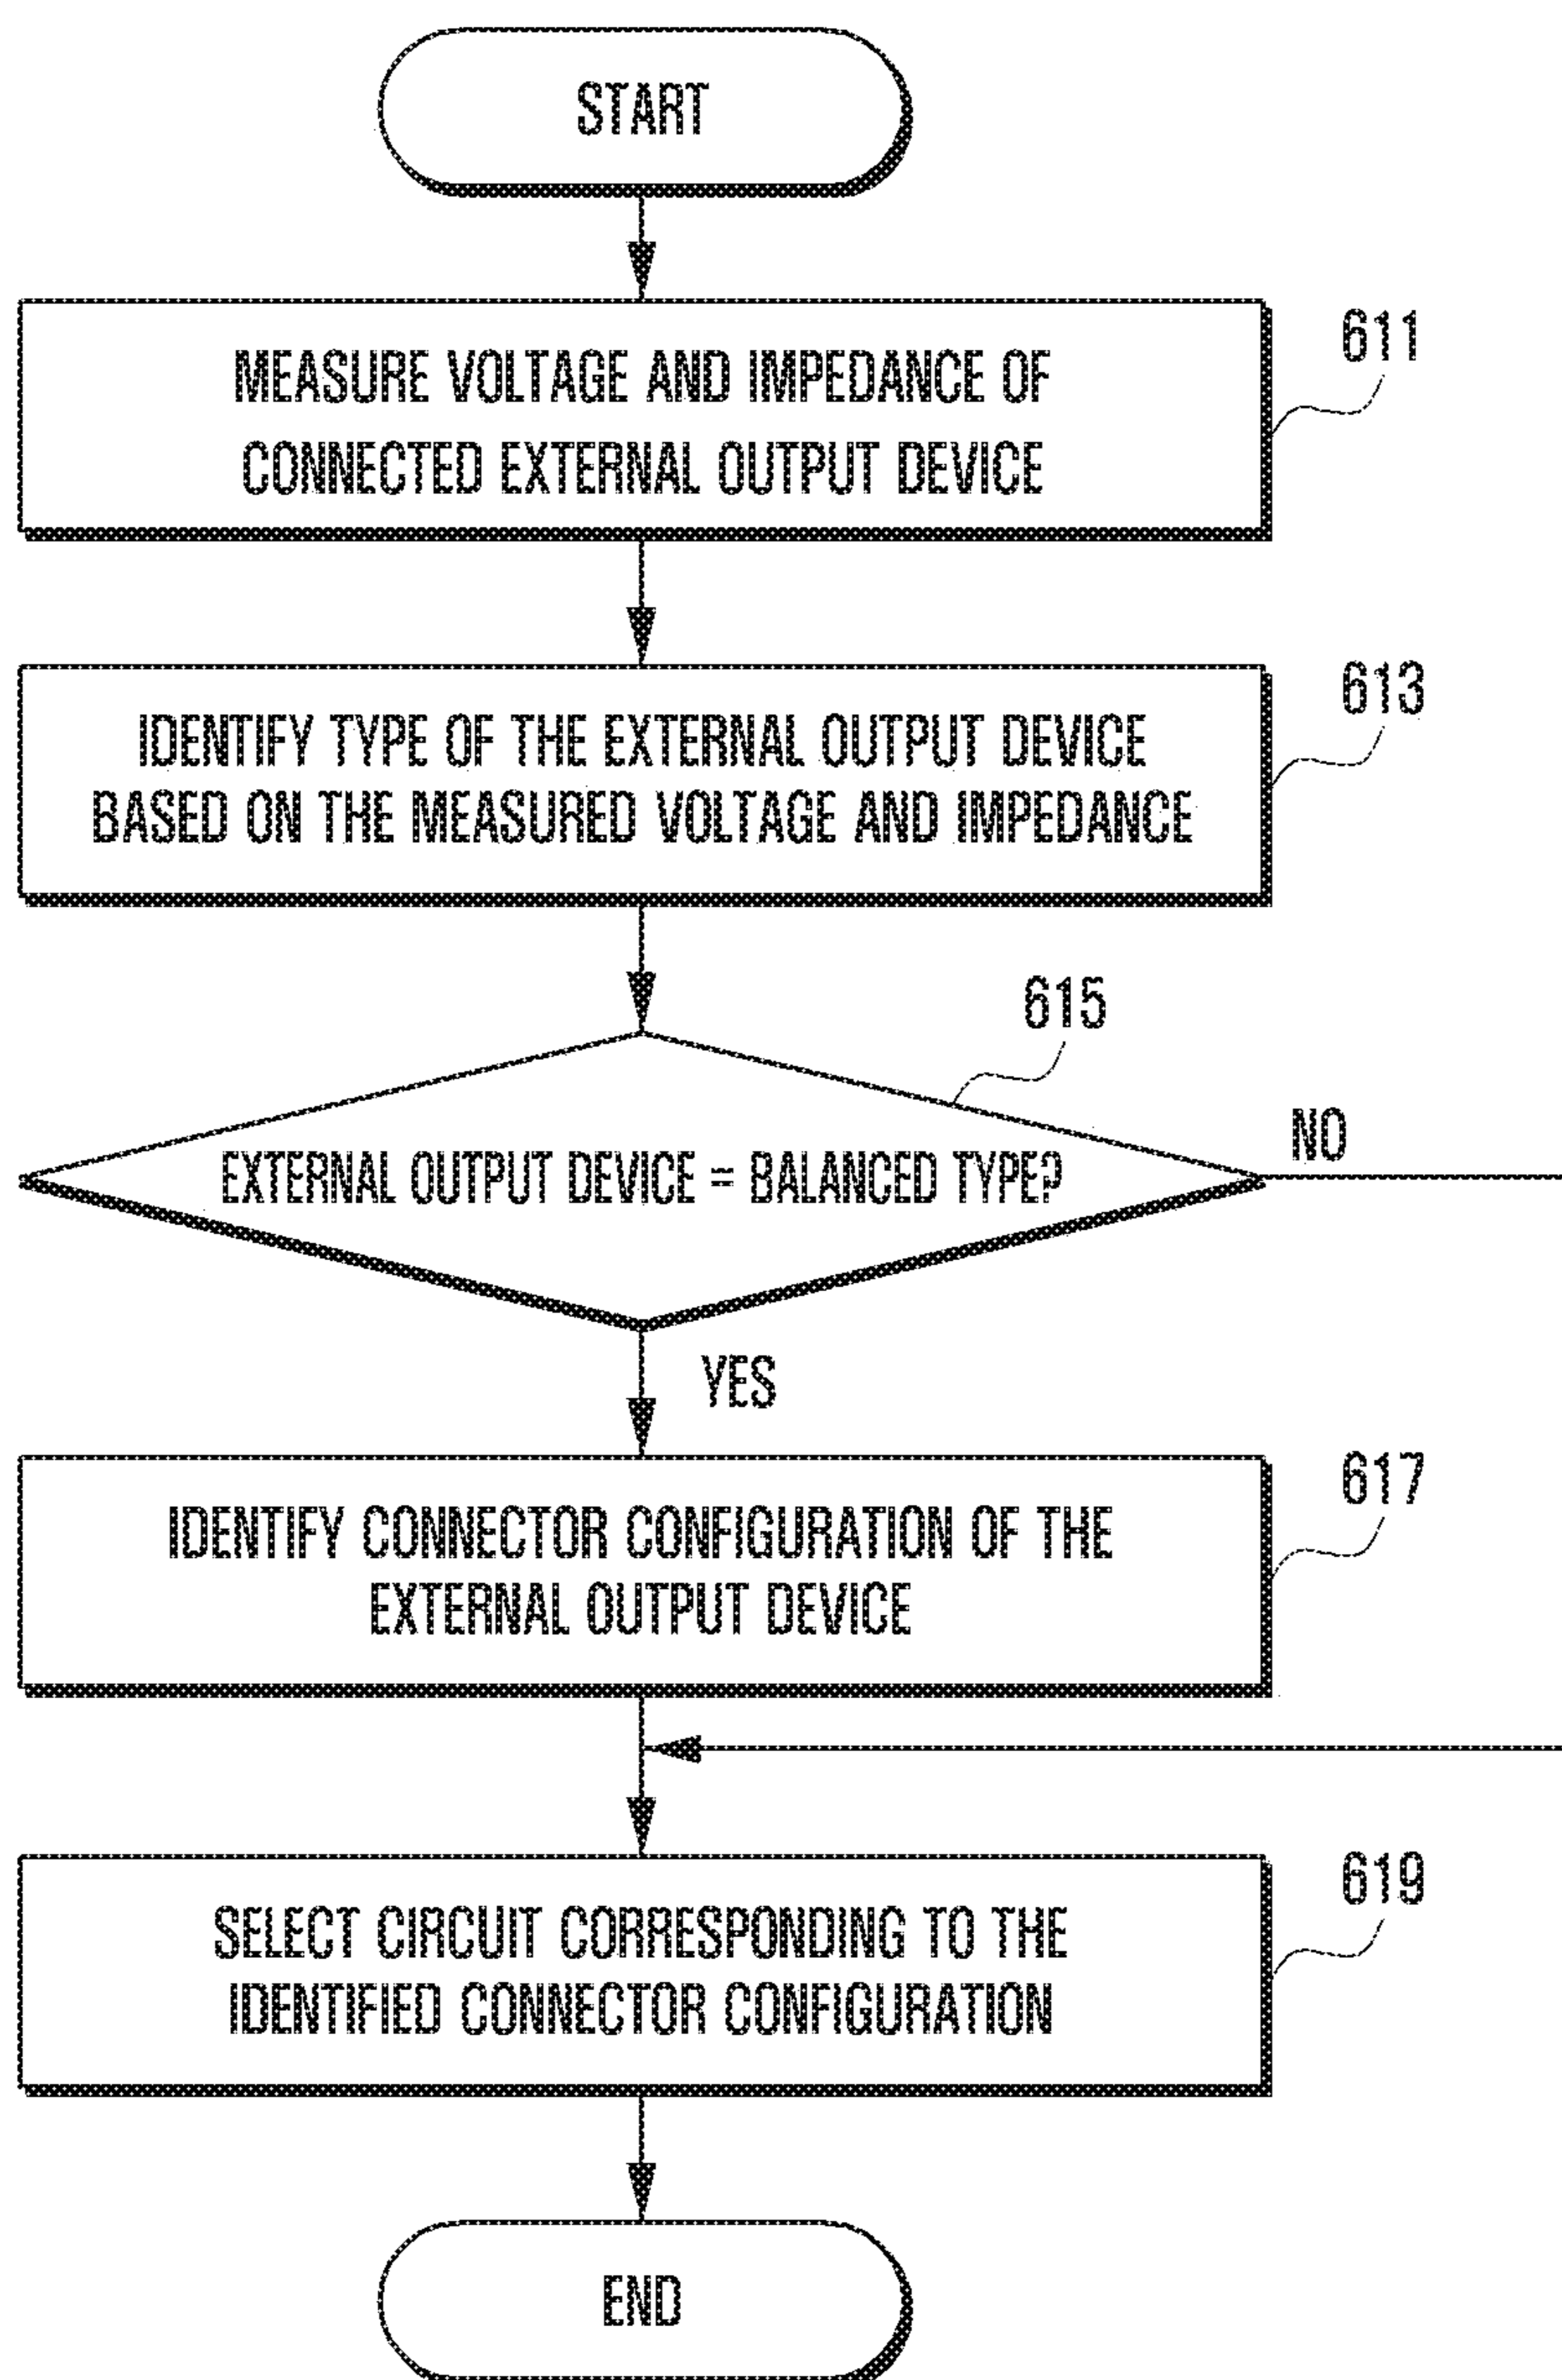 START
611
MEASURE VOLTAGE AND IMPEDANCE OF
CONNECTED EXTERNAL OUTPUT DEVICE
613
IDENTIFY TYPE OF THE EXTERNAL OUTPUT DEVICE
BASED ON THE MEASURED VOLTAGE AND IMPEDANCE
615
NO
EXTERNAL OUTPUT DEVICE = BALANCED TYPE?
YES
617
IDENTIFY CONNECTOR CONFIGURATION OF THE
EXTERNAL OUTPUT DEVICE
619
SELECT CIRCUIT CORRESPONDING TO THE
IDENTIFIED CONNECTOR CONFIGURATION
END